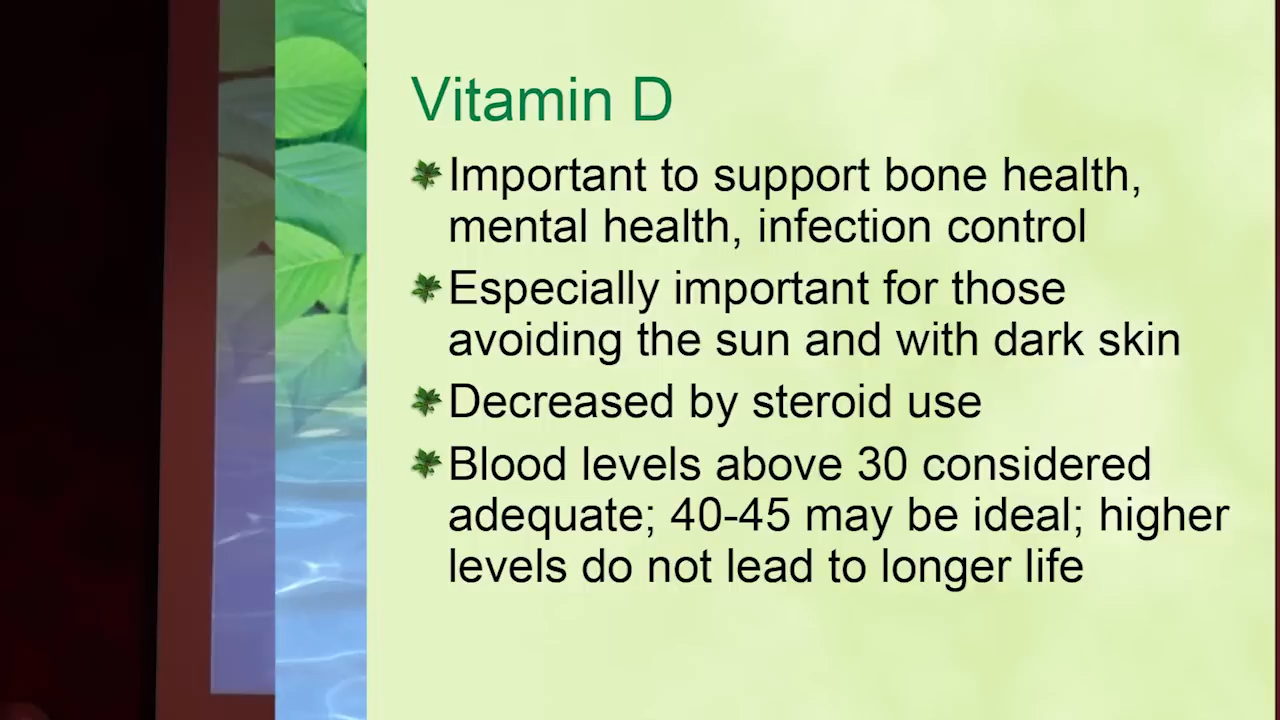 Vitamin D
Important to support bone health,
mental health, infection control
Especially important for those
avoiding the sun and with dark skin
Decreased by steroid use
Blood levels above 30 considered
adequate; 40-45 may be ideal; higher
levels do not lead to longer life